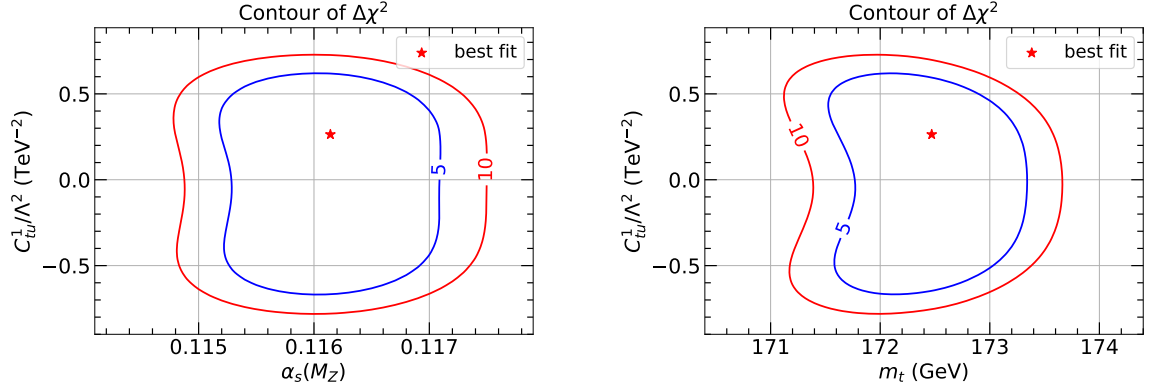 Contour of Δχ²
best fit
C¹ₜᵤ/Λ² (TeV⁻²)
0.5
0.0
−0.5
5
10
0.115
0.116
0.117
αₛ(M_Z)
Contour of Δχ²
best fit
C¹ₜᵤ/Λ² (TeV⁻²)
0.5
0.0
−0.5
10
5
171
172
173
174
mₜ (GeV)